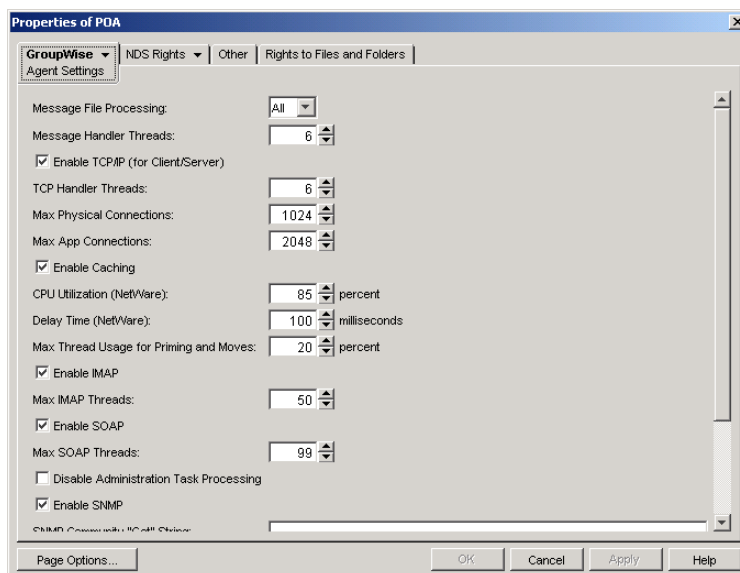 Properties of POA
GroupWise NDS Rights Other Rights to Files and Folders
Agent Settings
Message File Processing: All
Message Handler Threads: 6
Enable TCP/IP (for Client/Server)
TCP Handler Threads: 6
Max Physical Connections: 1024
Max App Connections: 2048
Enable Caching
CPU Utilization (NetWare): 85 percent
Delay Time (NetWare): 100 milliseconds
Max Thread Usage for Priming and Moves: 20 percent
Enable IMAP
Max IMAP Threads: 50
Enable SOAP
Max SOAP Threads: 99
Disable Administration Task Processing
Enable SNMP
SNMP Community "Get" String:
Page Options... OK Cancel Apply Help